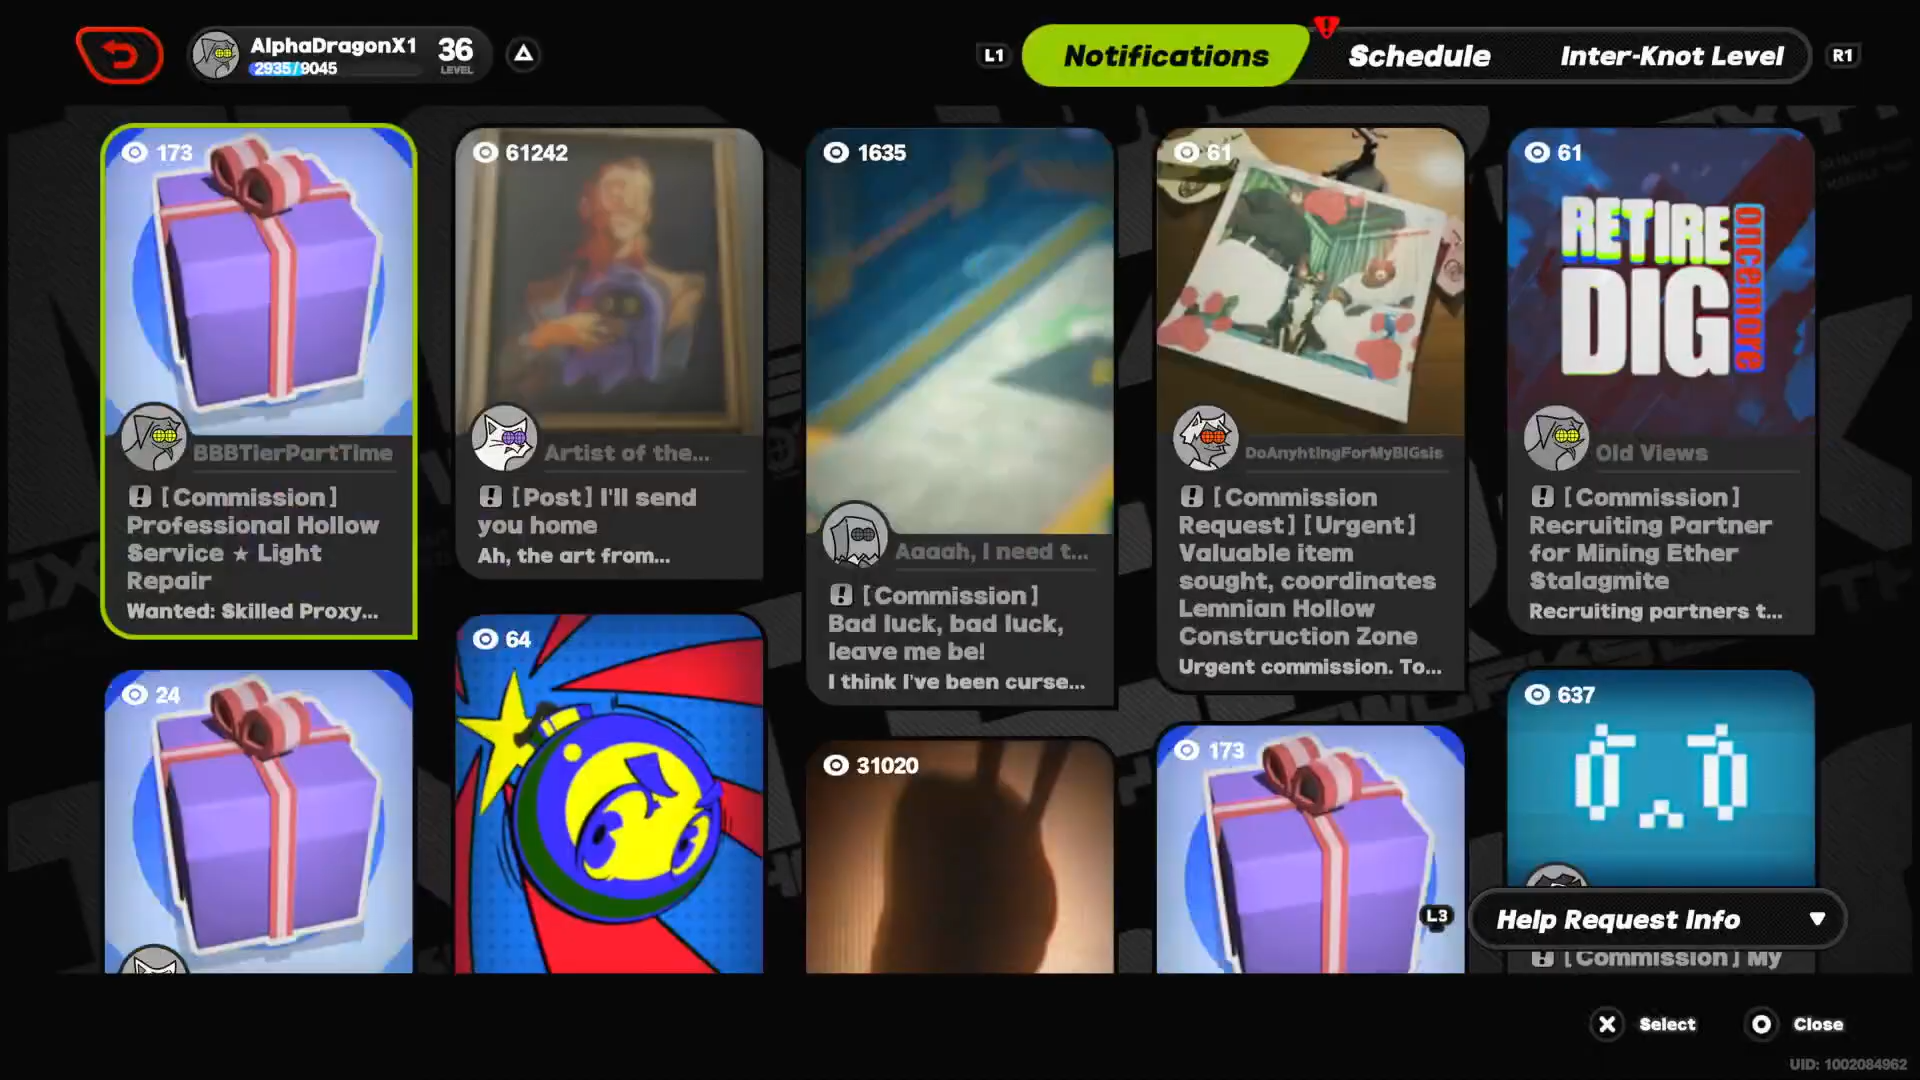 AlphaDragonX1
2935/9045
36
LEVEL
L1
Notifications
Schedule
Inter-Knot Level
R1
173
BBBTierPartTime
[Commission]
Professional Hollow
Service ★ Light
Repair
Wanted: Skilled Proxy...
61242
Artist of the...
[Post] I'll send
you home
Ah, the art from...
1635
Aaaah, I need t...
[Commission]
Bad luck, bad luck,
leave me be!
I think I've been curse...
61
DoAnyhtingForMyBIGsis
[Commission
Request] [Urgent]
Valuable item
sought, coordinates
Lemnian Hollow
Construction Zone
Urgent commission. To...
61
RETIRE
DIG
oncemore
Old Views
[Commission]
Recruiting Partner
for Mining Ether
Stalagmite
Recruiting partners t...
24
64
31020
173
637
[Commission] My
L3
Help Request Info
Select
Close
UID: 1002084962